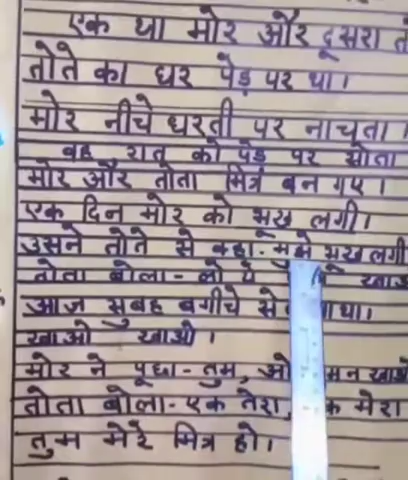 एक था मोर और दूसरा
तोते का घर पेड़ पर था।
मोर नीचे धरती पर नाचता।
वह रात को पेड़ पर सोता
मोर और तोता मित्र बन गए।
एक दिन मोर को भूख लगी।
उसने तोते से कहा- मुझे भूख लगी
तोता बोला- लो ये
आज सुबह बगीचे से
खाओ खाओ।
मोर ने पूछा- तुम,
तोता बोला- एक तेरा, मेरा
तुम मेरे मित्र हो।